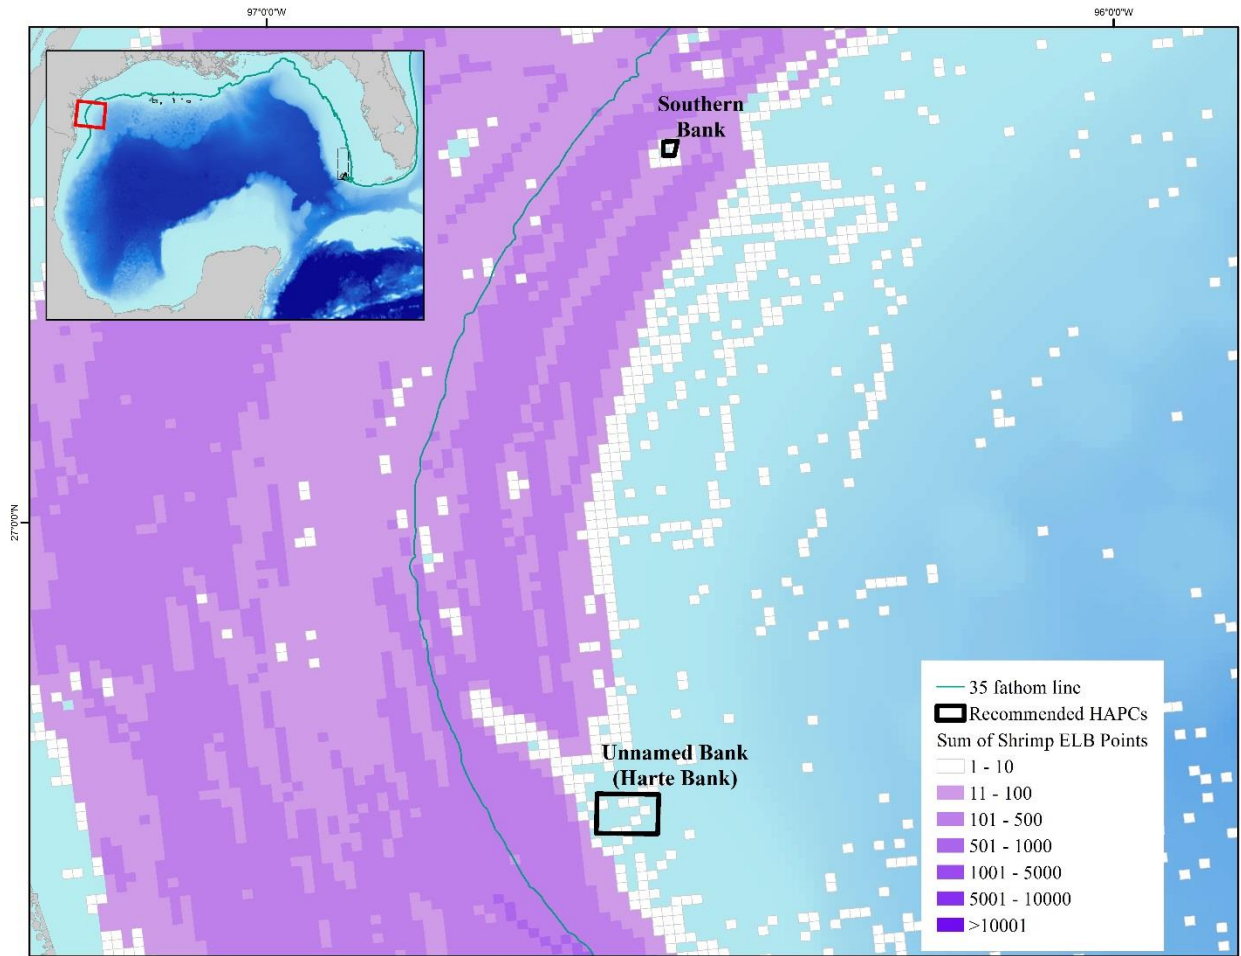 97°0'0"W
96°0'0"W
Southern
Bank
27°0'0"N
Unnamed Bank
(Harte Bank)
35 fathom line
Recommended HAPCs
Sum of Shrimp ELB Points
1 - 10
11 - 100
101 - 500
501 - 1000
1001 - 5000
5001 - 10000
>10001